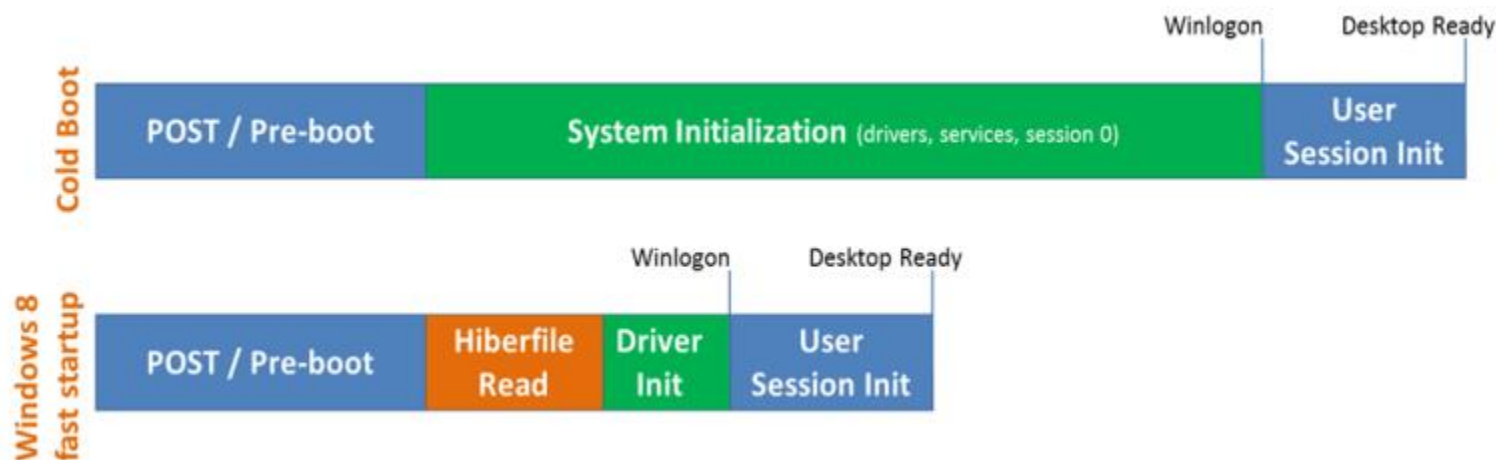 Winlogon
Desktop Ready
Cold Boot
POST / Pre-boot
System Initialization (drivers, services, session 0)
User
Session Init
Winlogon
Desktop Ready
Windows 8
fast startup
POST / Pre-boot
Hiberfile
Read
Driver
Init
User
Session Init